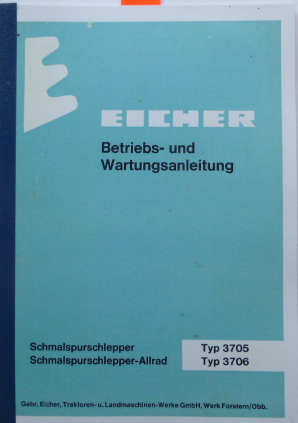 EICHER
Betriebs- und
Wartungsanleitung
Schmalspurschlepper Typ 3705
Schmalspurschlepper-Allrad Typ 3706
Gebr. Eicher, Traktoren- u. Landmaschinen-Werke GmbH, Werk Forstern/Obb.